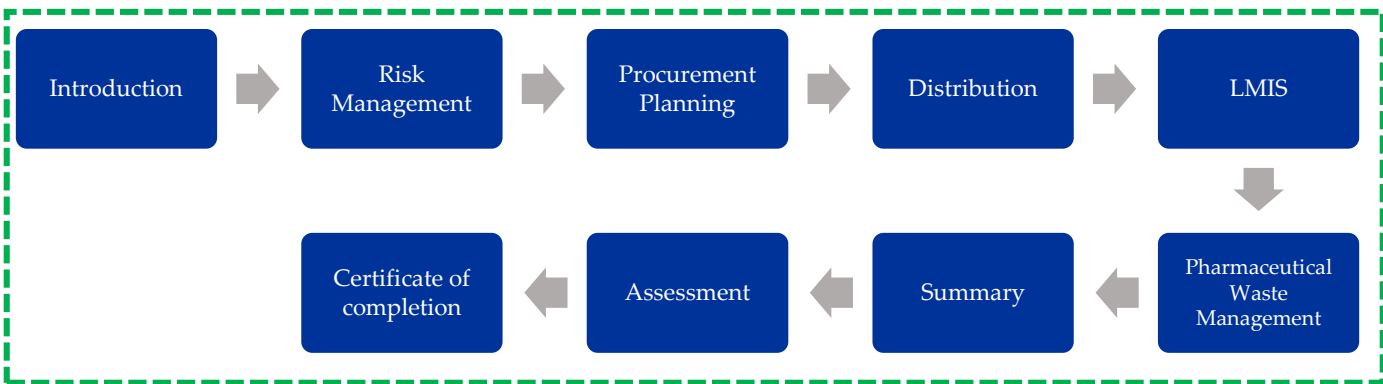 Introduction
Risk
Management
Procurement
Planning
Distribution
LMIS
Pharmaceutical
Waste
Management
Summary
Assessment
Certificate of
completion